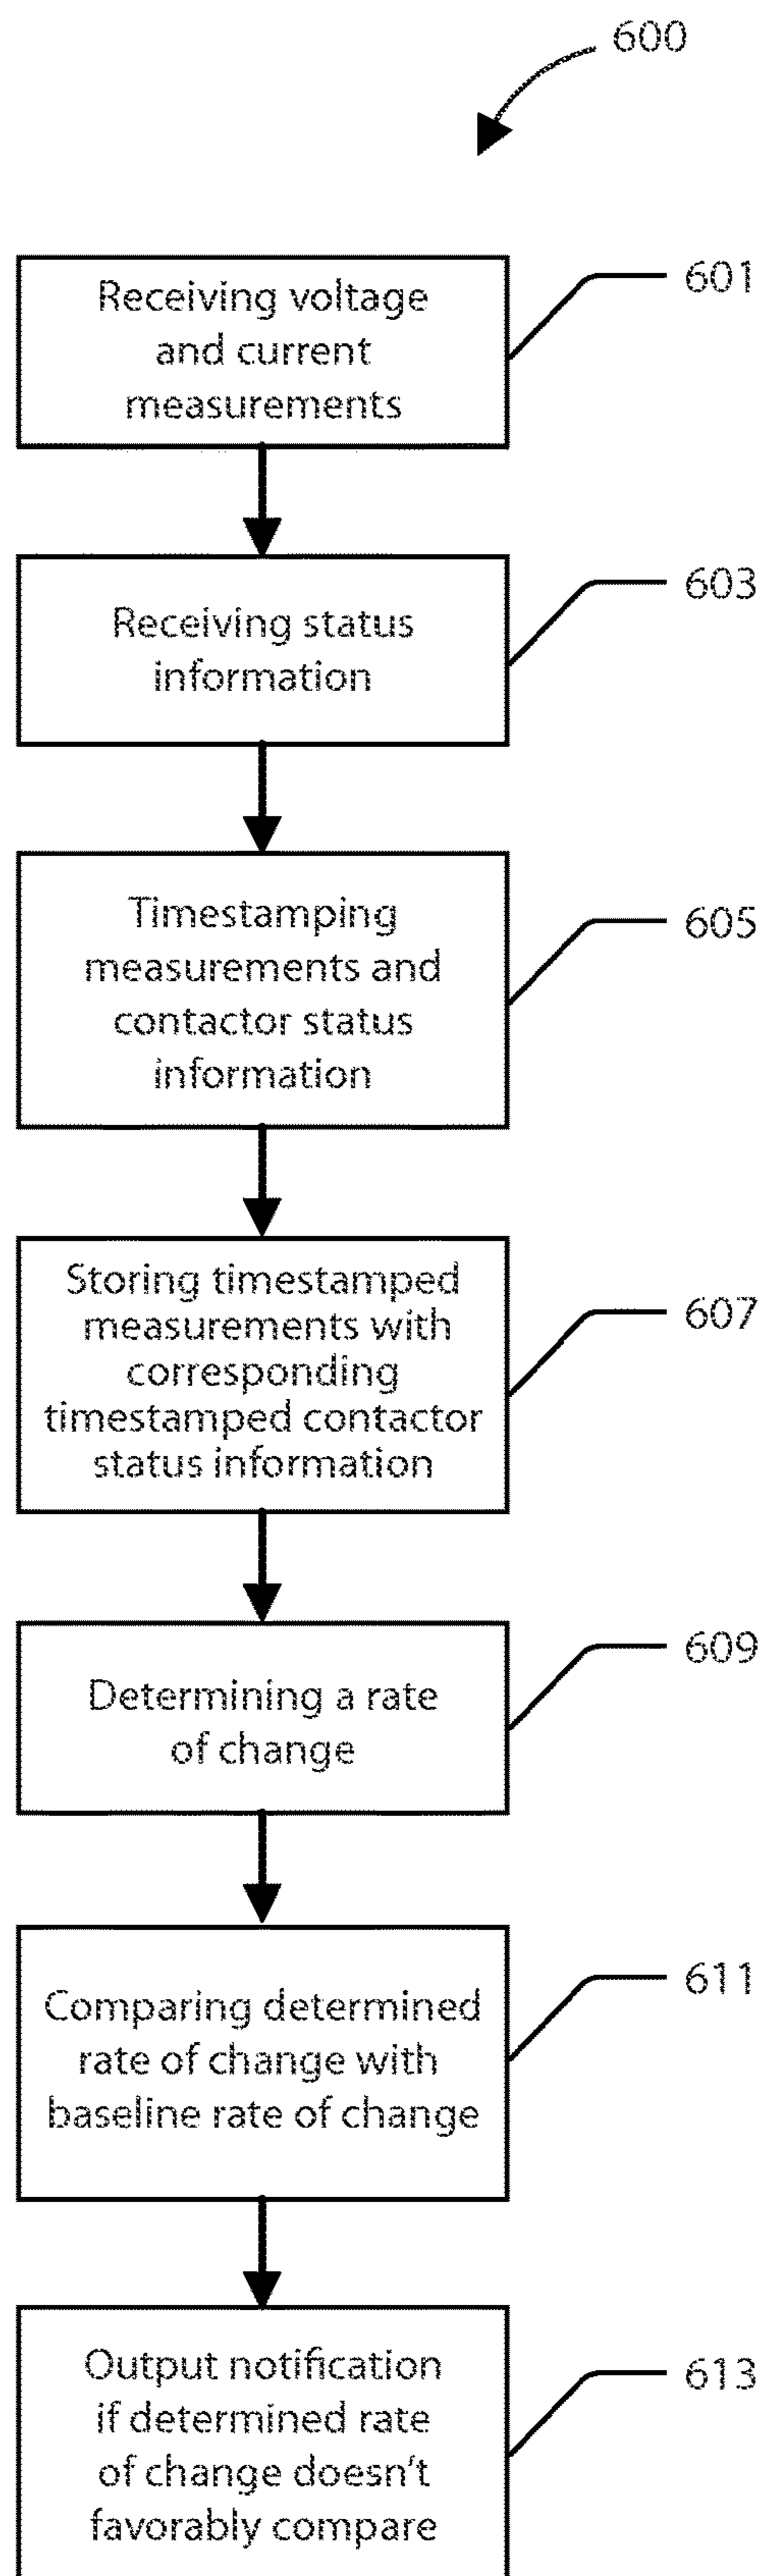 600
Receiving voltage
and current
measurements
601
Receiving status
information
603
Timestamping
measurements and
contactor status
information
605
Storing timestamped
measurements with
corresponding
timestamped contactor
status information
607
Determining a rate
of change
609
Comparing determined
rate of change with
baseline rate of change
611
Output notification
if determined rate
of change doesn't
favorably compare
613